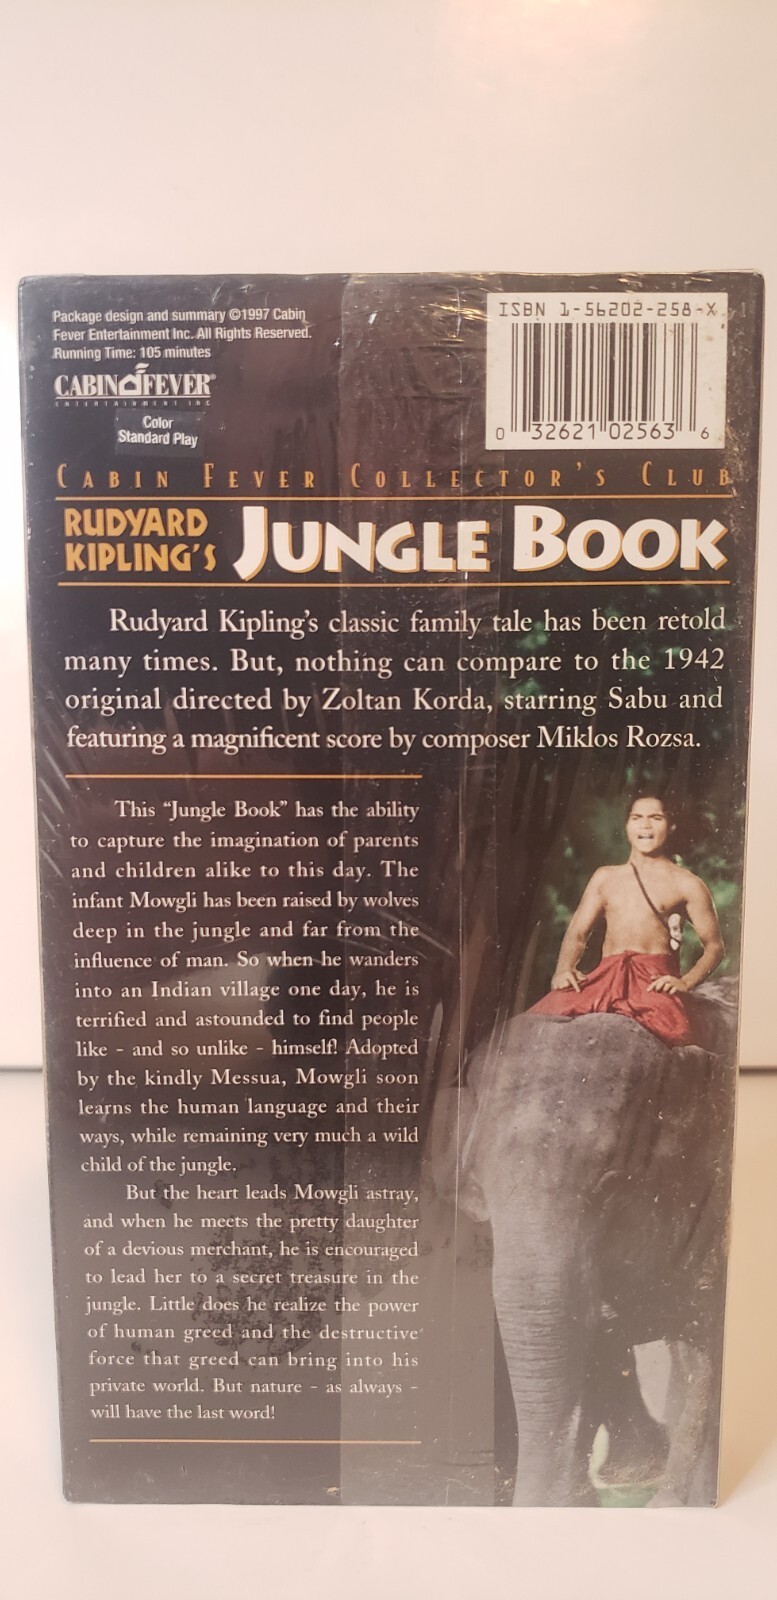 Package design and summary ©1997 Cabin
Fever Entertainment Inc. All Rights Reserved.
Running Time: 105 minutes
CABIN FEVER®
ENTERTAINMENT INC.
Color
Standard Play
ISBN 1-56202-258-X
0 32621 02563 6
CABIN FEVER COLLECTOR'S CLUB
RUDYARD
KIPLING'S
JUNGLE BOOK
Rudyard Kipling's classic family tale has been retold
many times. But, nothing can compare to the 1942
original directed by Zoltan Korda, starring Sabu and
featuring a magnificent score by composer Miklos Rozsa.
This “Jungle Book” has the ability
to capture the imagination of parents
and children alike to this day. The
infant Mowgli has been raised by wolves
deep in the jungle and far from the
influence of man. So when he wanders
into an Indian village one day, he is
terrified and astounded to find people
like - and so unlike - himself! Adopted
by the kindly Messua, Mowgli soon
learns the human language and their
ways, while remaining very much a wild
child of the jungle.
But the heart leads Mowgli astray,
and when he meets the pretty daughter
of a devious merchant, he is encouraged
to lead her to a secret treasure in the
jungle. Little does he realize the power
of human greed and the destructive
force that greed can bring into his
private world. But nature - as always -
will have the last word!